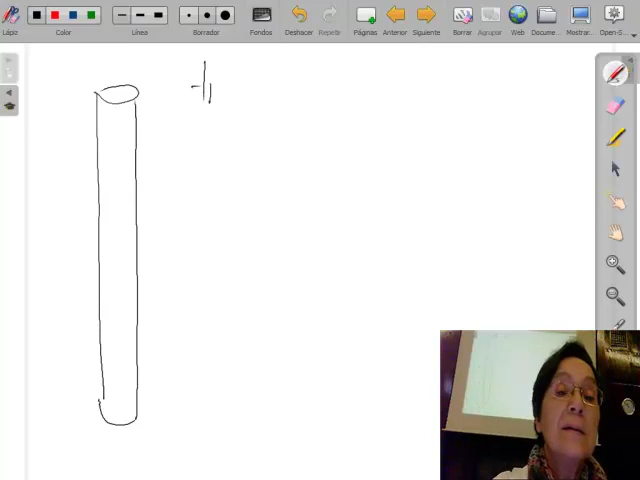 Lápiz Color Línea Borrador Fondos Deshacer Repetir Páginas Anterior Siguiente Borrar Agrupar Web Docume... Mostrar... Open-S...